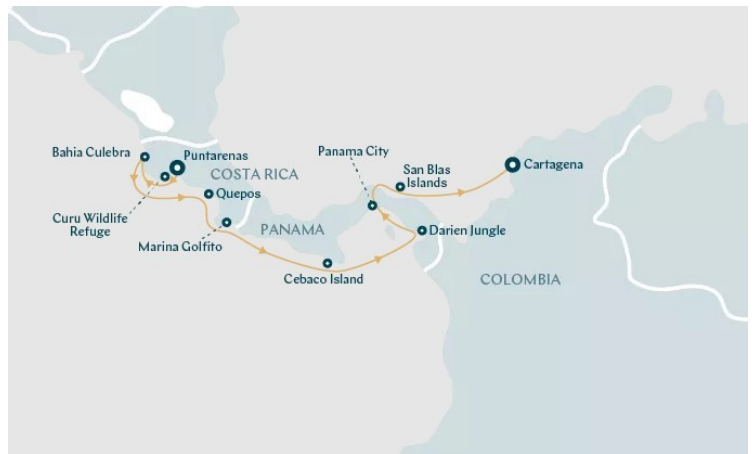 Bahia Culebra
Puntarenas
COSTA RICA
Curu Wildlife
Refuge
Quepos
Marina Golfito
PANAMA
Cebaco Island
Panama City
San Blas
Islands
Cartagena
Darien Jungle
COLOMBIA